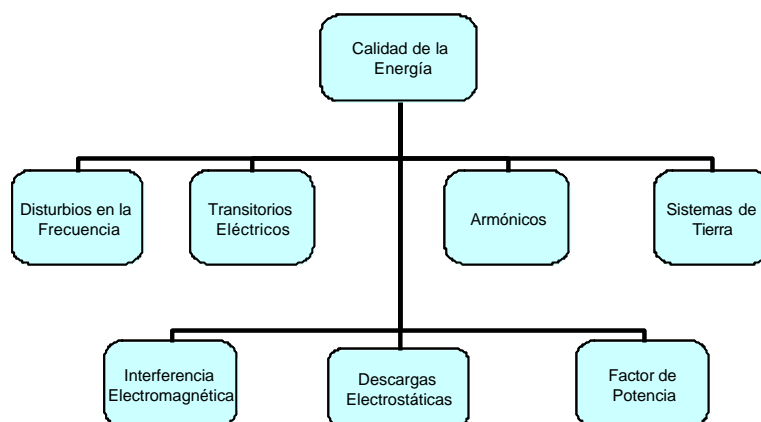 Calidad de la
Energía
Disturbios en la
Frecuencia
Transitorios
Eléctricos
Armónicos
Sistemas de
Tierra
Interferencia
Electromagnética
Descargas
Electrostáticas
Factor de
Potencia